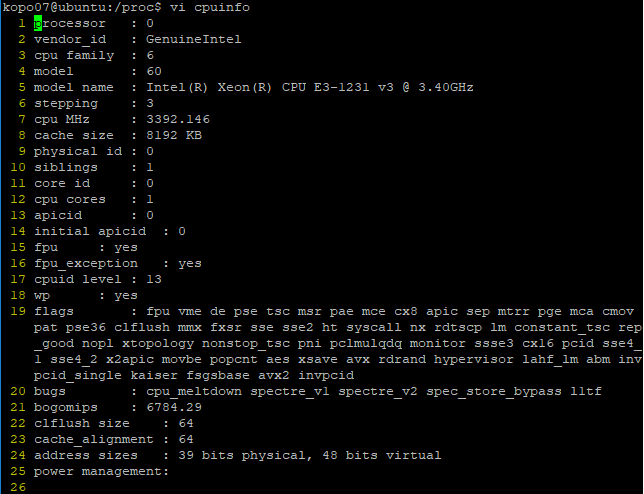 kopo07@ubuntu:/proc$ vi cpuinfo
1 processor : 0
2 vendor_id : GenuineIntel
3 cpu family : 6
4 model : 60
5 model name : Intel(R) Xeon(R) CPU E3-1231 v3 @ 3.40GHz
6 stepping : 3
7 cpu MHz : 3392.146
8 cache size : 8192 KB
9 physical id : 0
10 siblings : 1
11 core id : 0
12 cpu cores : 1
13 apicid : 0
14 initial apicid : 0
15 fpu : yes
16 fpu_exception : yes
17 cpuid level : 13
18 wp : yes
19 flags : fpu vme de pse tsc msr pae mce cx8 apic sep mtrr pge mca cmov
pat pse36 clflush mmx fxsr sse sse2 ht syscall nx rdtscp lm constant_tsc rep
_good nopl xtopology nonstop_tsc pni pclmulqdq monitor ssse3 cx16 pcid sse4_
1 sse4_2 x2apic movbe popcnt aes xsave avx rdrand hypervisor lahf_lm abm inv
pcid_single kaiser fsgsbase avx2 invpcid
20 bugs : cpu_meltdown spectre_v1 spectre_v2 spec_store_bypass l1tf
21 bogomips : 6784.29
22 clflush size : 64
23 cache_alignment : 64
24 address sizes : 39 bits physical, 48 bits virtual
25 power management:
26